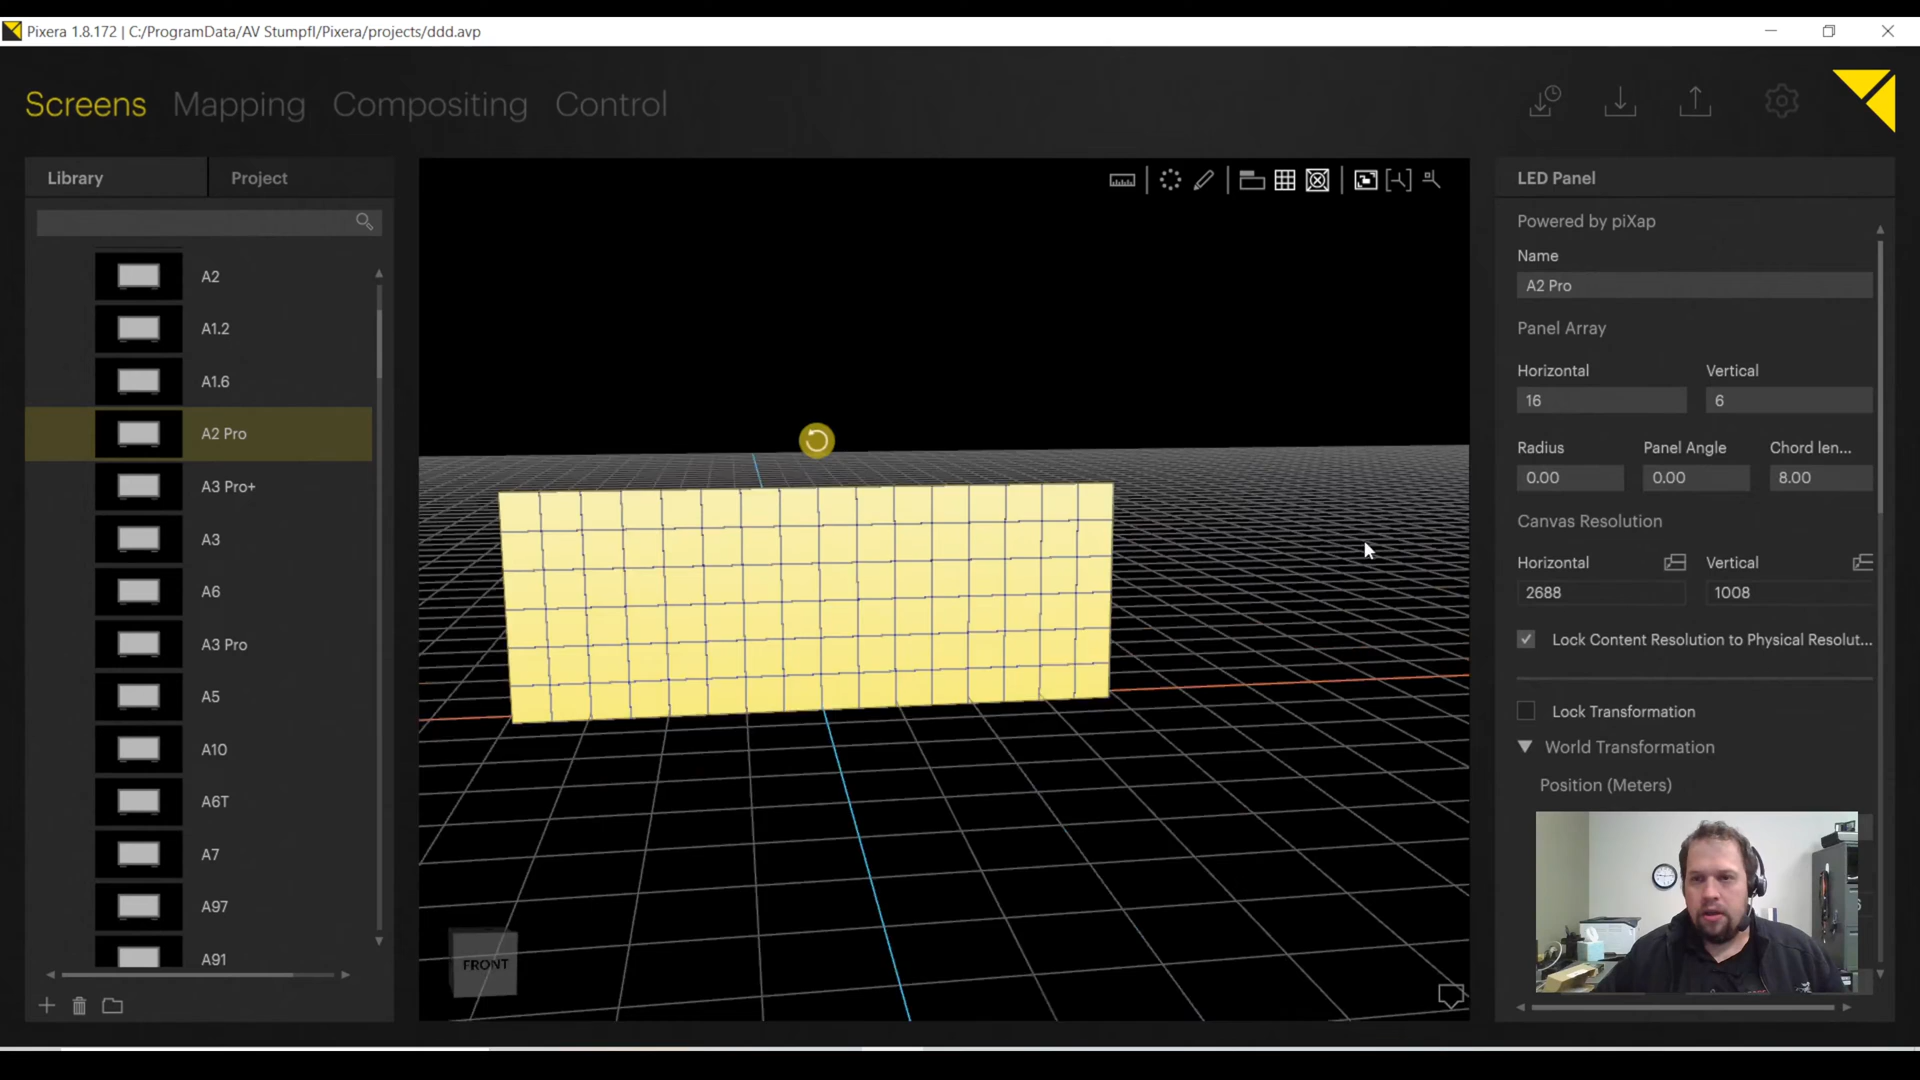 Pixera 1.8.172 | C:/ProgramData/AV Stumpfl/Pixera/projects/ddd.avp
Screens Mapping Compositing Control
Library Project
A2
A1.2
A1.6
A2 Pro
A3 Pro+
A3
A6
A3 Pro
A5
A10
A6T
A7
A97
A91
FRONT
LED Panel
Powered by piXap
Name
A2 Pro
Panel Array
Horizontal Vertical
16 6
Radius Panel Angle Chord len...
0.00 0.00 8.00
Canvas Resolution
Horizontal Vertical
2688 1008
Lock Content Resolution to Physical Resolut...
Lock Transformation
World Transformation
Position (Meters)